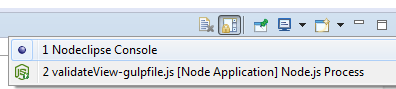 1 Nodeclipse Console
2 validateView-gulpfile.js [Node Application] Node.js Process